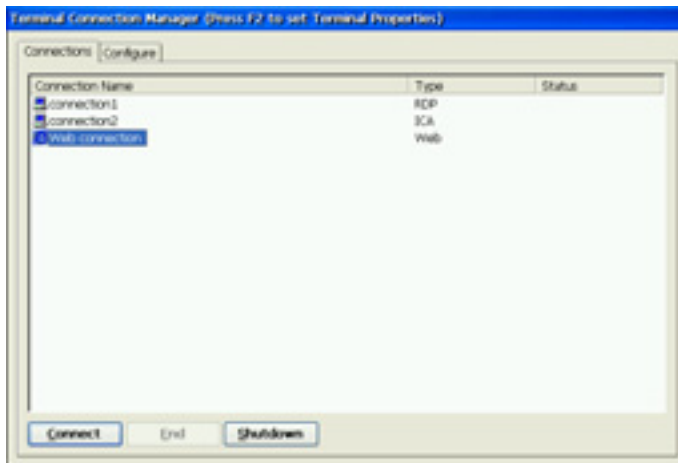 Terminal Connection Manager (Press F2 to set Terminal Properties)
Connections Configure
Connection Name Type Status
connection1 RDP
connection2 ICA
Web connection Web
Connect End Shutdown